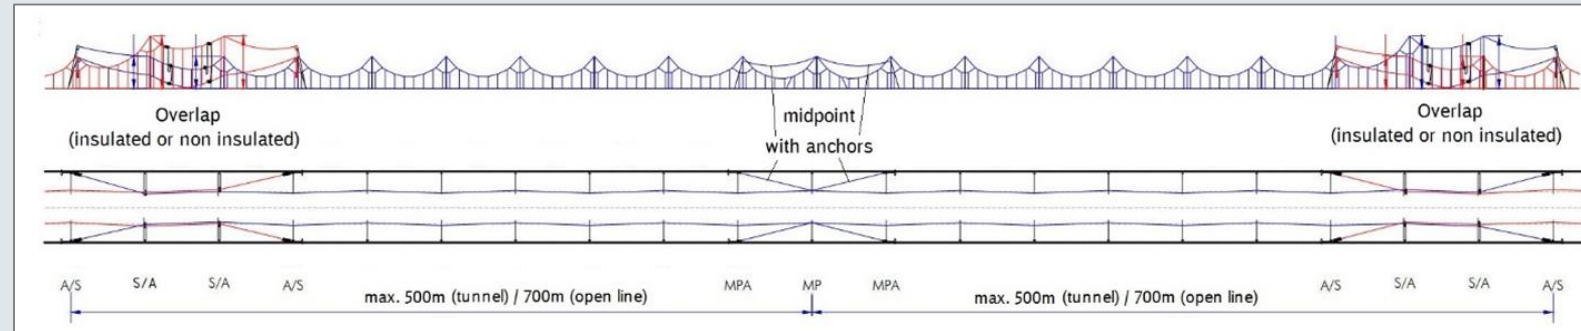 Overlap
(insulated or non insulated)
midpoint
with anchors
Overlap
(insulated or non insulated)
A/S S/A S/A A/S MPA MP MPA A/S S/A S/A A/S
max. 500m (tunnel) / 700m (open line) max. 500m (tunnel) / 700m (open line)